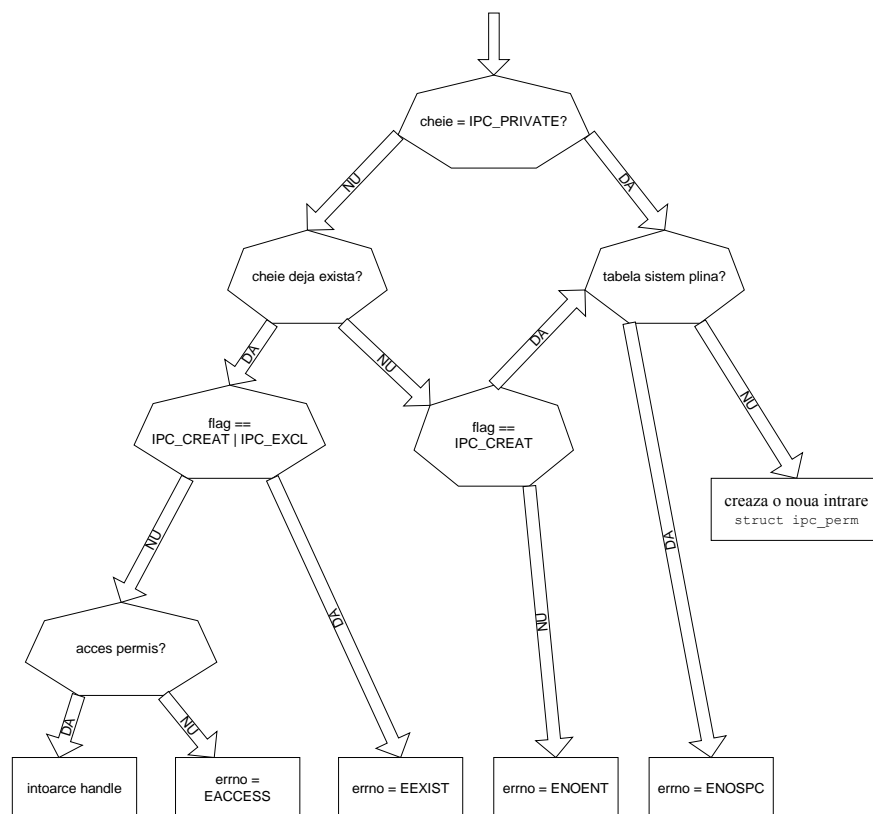 cheie = IPC_PRIVATE?
NU
DA
cheie deja exista?
tabela sistem plina?
DA
NU
DA
NU
flag ==
IPC_CREAT | IPC_EXCL
flag ==
IPC_CREAT
creaza o noua intrare
struct ipc_perm
NU
DA
NU
DA
acces permis?
DA
NU
intoarce handle
errno =
EACCESS
errno = EEXIST
errno = ENOENT
errno = ENOSPC